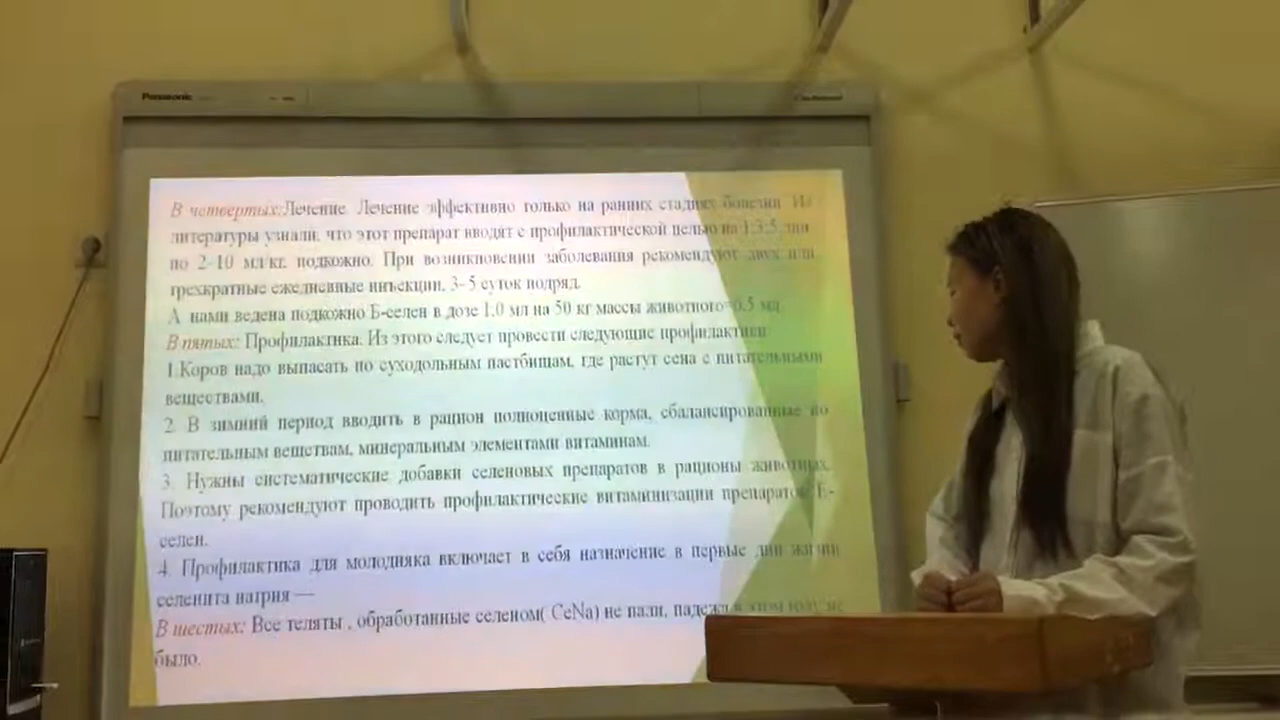 Panasonic
В четвертых: Лечение. Лечение эффективно только на ранних стадиях болезни. Из
литературы узнали, что этот препарат вводят с профилактической целью на 1.3.5 дни
по 2-10 мл/кг, подкожно. При возникновении заболевания рекомендуют двух или
трехкратные ежедневные инъекции, 3-5 суток подряд.
А нами ведена подкожно Б-селен в дозе 1.0 мл на 50 кг массы животного=0.5 мл
В пятых: Профилактика. Из этого следует провести следующие профилактики
1.Коров надо выпасать по суходольным пастбищам, где растут сена с питательными
веществами.
2. В зимний период вводить в рацион полноценные корма, сбалансированные по
питательным веществам, минеральным элементами витаминам.
3. Нужны систематические добавки селеновых препаратов в рационы животных.
Поэтому рекомендуют проводить профилактические витаминизации препаратов Е-
селен.
4. Профилактика для молодняка включает в себя назначение в первые дни жизни
селенита натрия —
В шестых: Все теляты , обработанные селеном( СеNa) не пали, падежа в этом году не
было.